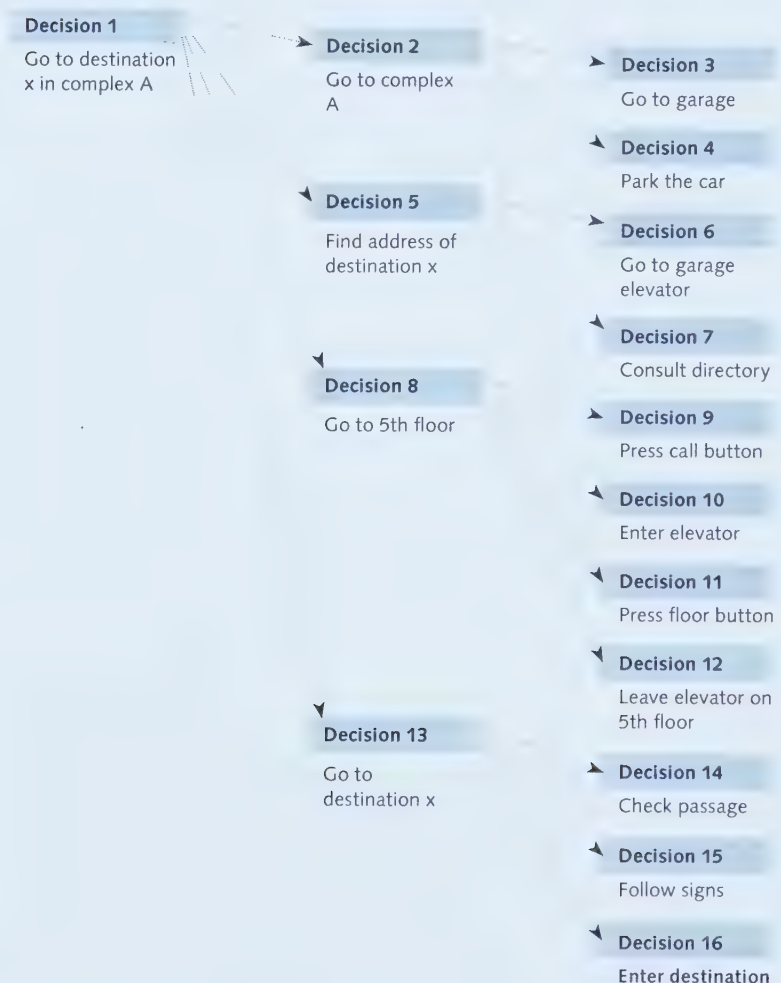 Decision 1
Go to destination
x in complex A
Decision 2
Go to complex
A
Decision 3
Go to garage
Decision 4
Park the car
Decision 5
Find address of
destination x
Decision 6
Go to garage
elevator
Decision 7
Consult directory
Decision 8
Go to 5th floor
Decision 9
Press call button
Decision 10
Enter elevator
Decision 11
Press floor button
Decision 12
Leave elevator on
5th floor
Decision 13
Go to
destination x
Decision 14
Check passage
Decision 15
Follow signs
Decision 16
Enter destination